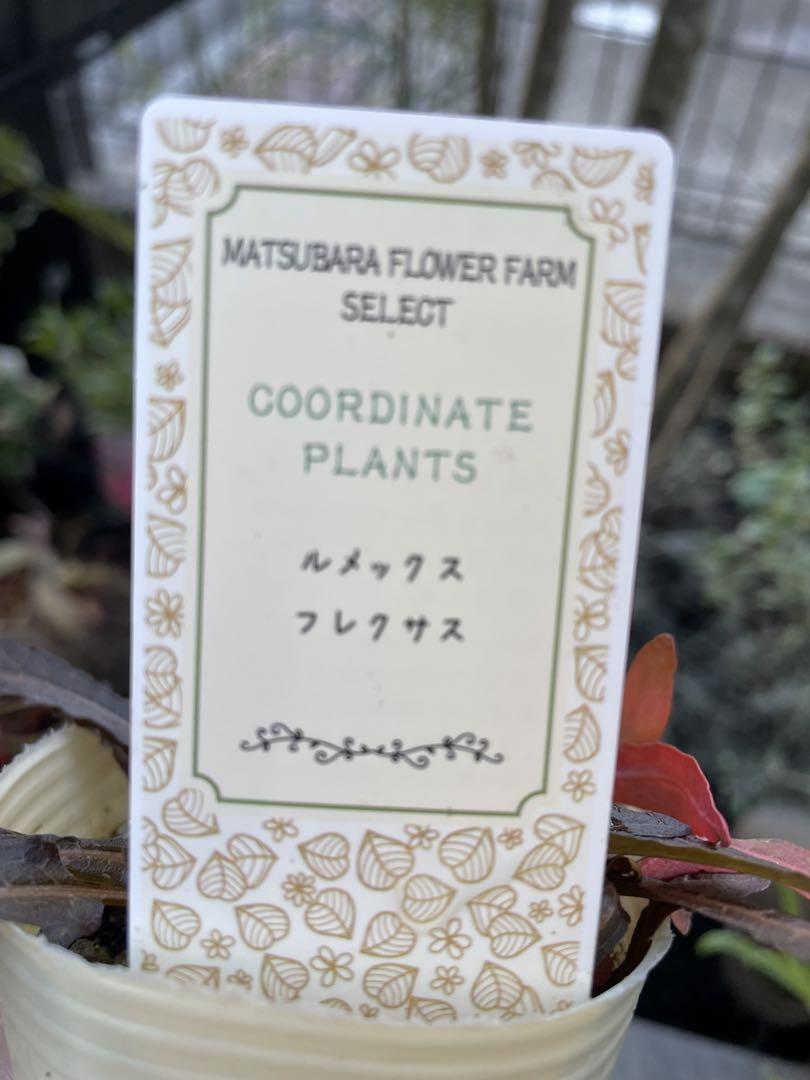 MATSUBARA FLOWER FARM
SELECT
COORDINATE
PLANTS
ルメックス
フレクサス